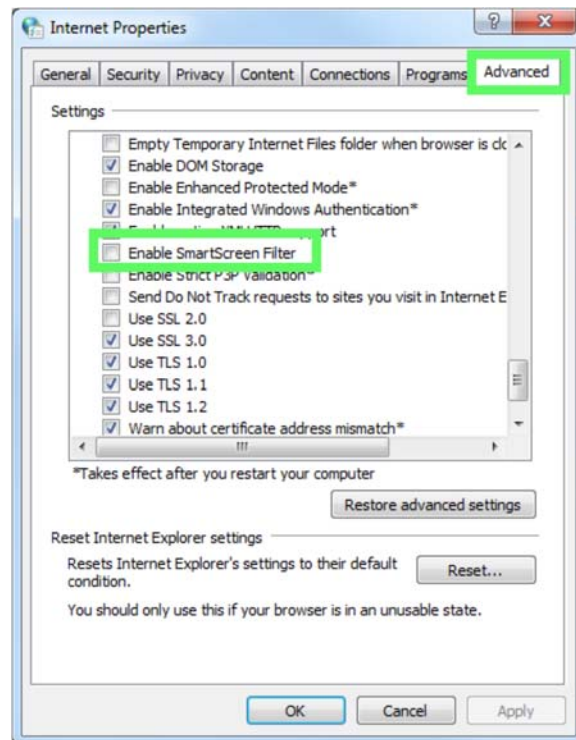 Internet Properties
General Security Privacy Content Connections Programs Advanced
Settings
Empty Temporary Internet Files folder when browser is clc
Enable DOM Storage
Enable Enhanced Protected Mode*
Enable Integrated Windows Authentication*
Enable SmartScreen Filter
Enable Strict P3P Validation*
Send Do Not Track requests to sites you visit in Internet E
Use SSL 2.0
Use SSL 3.0
Use TLS 1.0
Use TLS 1.1
Use TLS 1.2
Warn about certificate address mismatch*
*Takes effect after you restart your computer
Restore advanced settings
Reset Internet Explorer settings
Resets Internet Explorer's settings to their default
condition.
Reset...
You should only use this if your browser is in an unusable state.
OK Cancel Apply